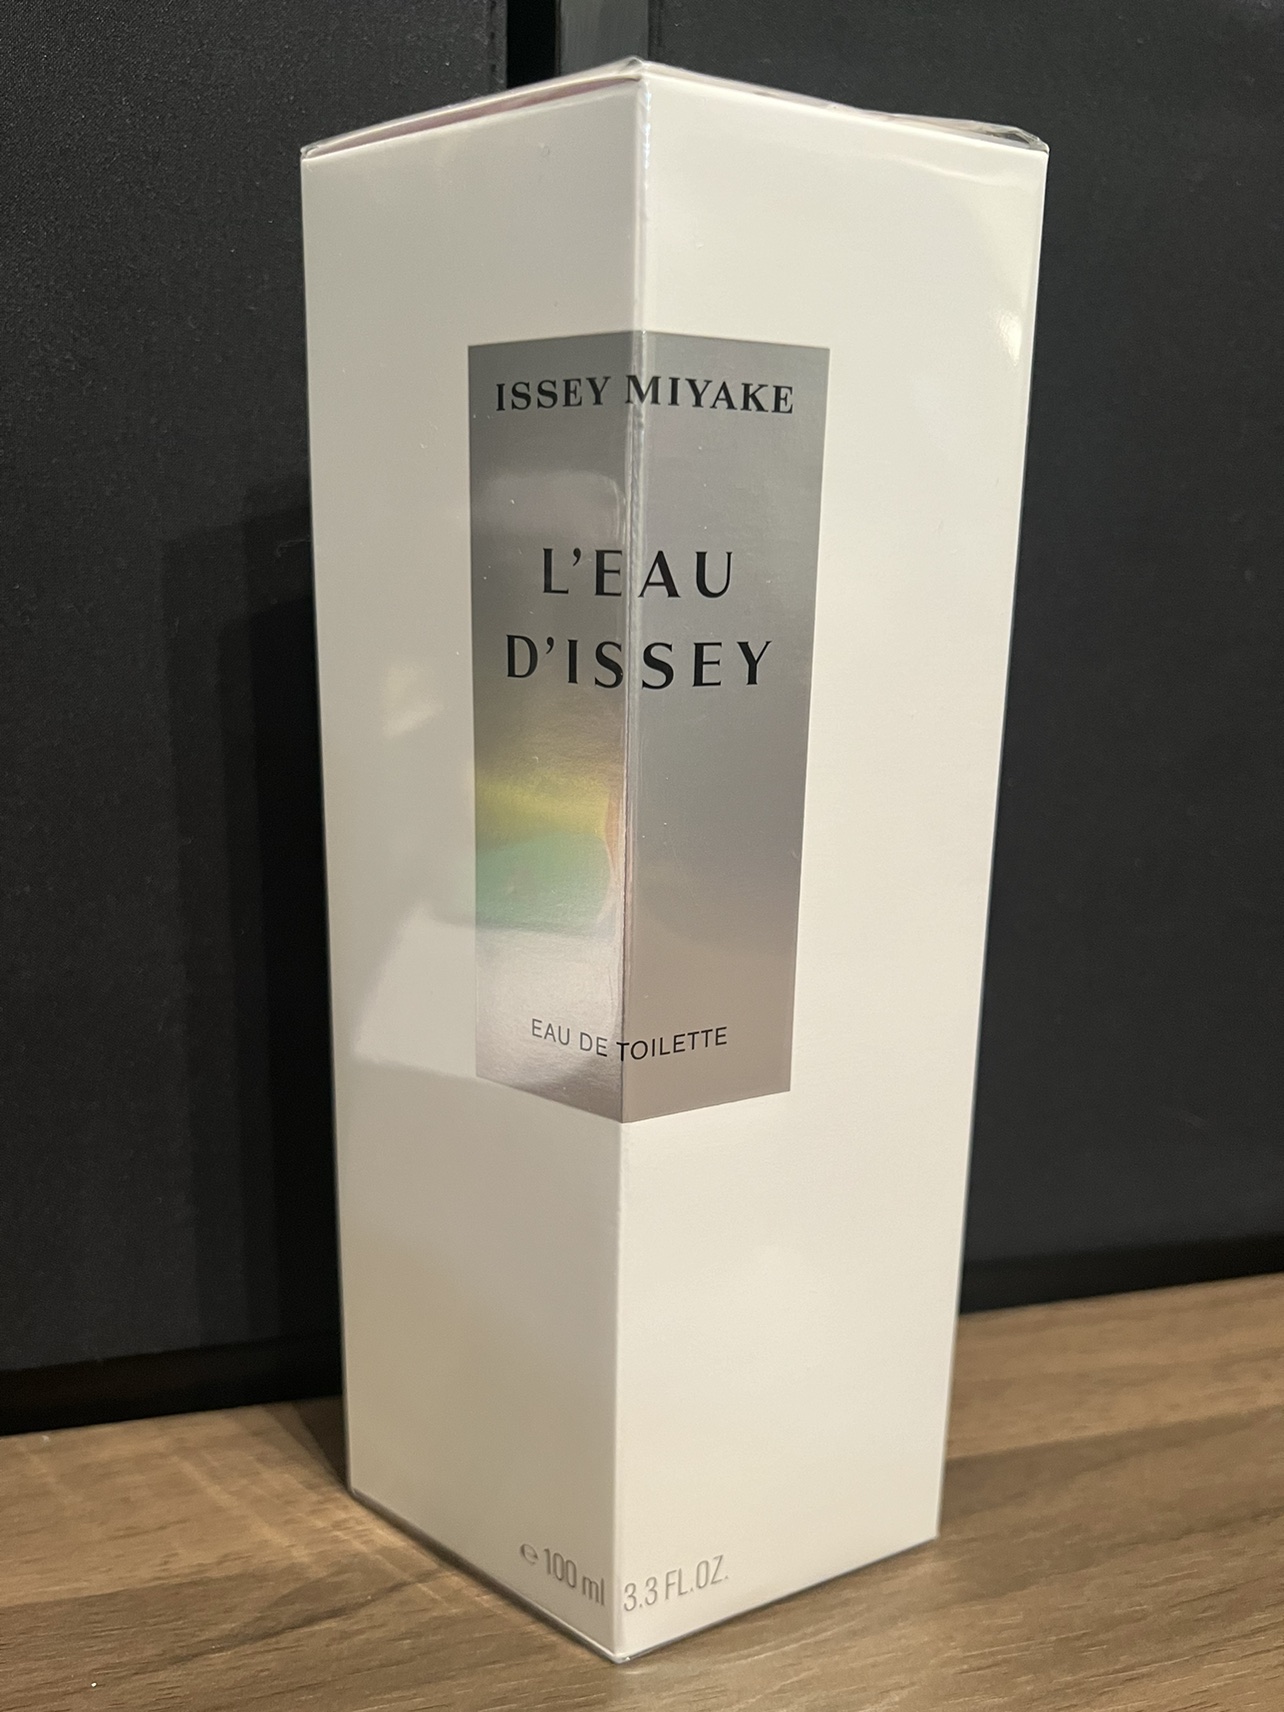 ISSEY MIYAKE
L’EAU
D’ISSEY
EAU DE TOILETTE
℮ 100 ml 3.3 FL.OZ.